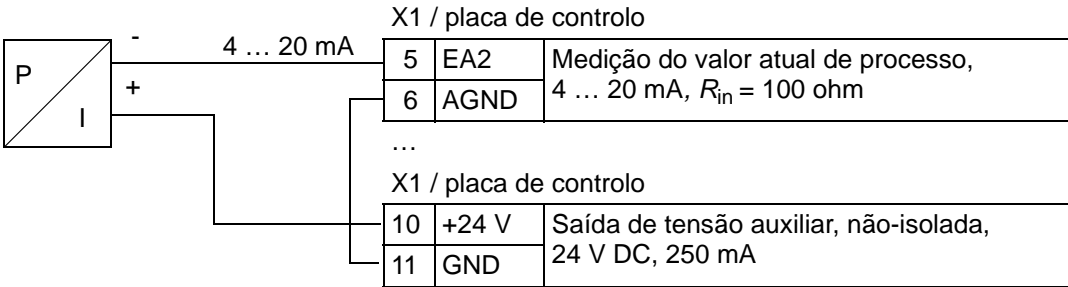 X1 / placa de controlo
P
I
-
+
4 … 20 mA
5 EA2 Medição do valor atual de processo,
6 AGND 4 … 20 mA, Rin = 100 ohm
…
X1 / placa de controlo
10 +24 V Saída de tensão auxiliar, não-isolada,
11 GND 24 V DC, 250 mA